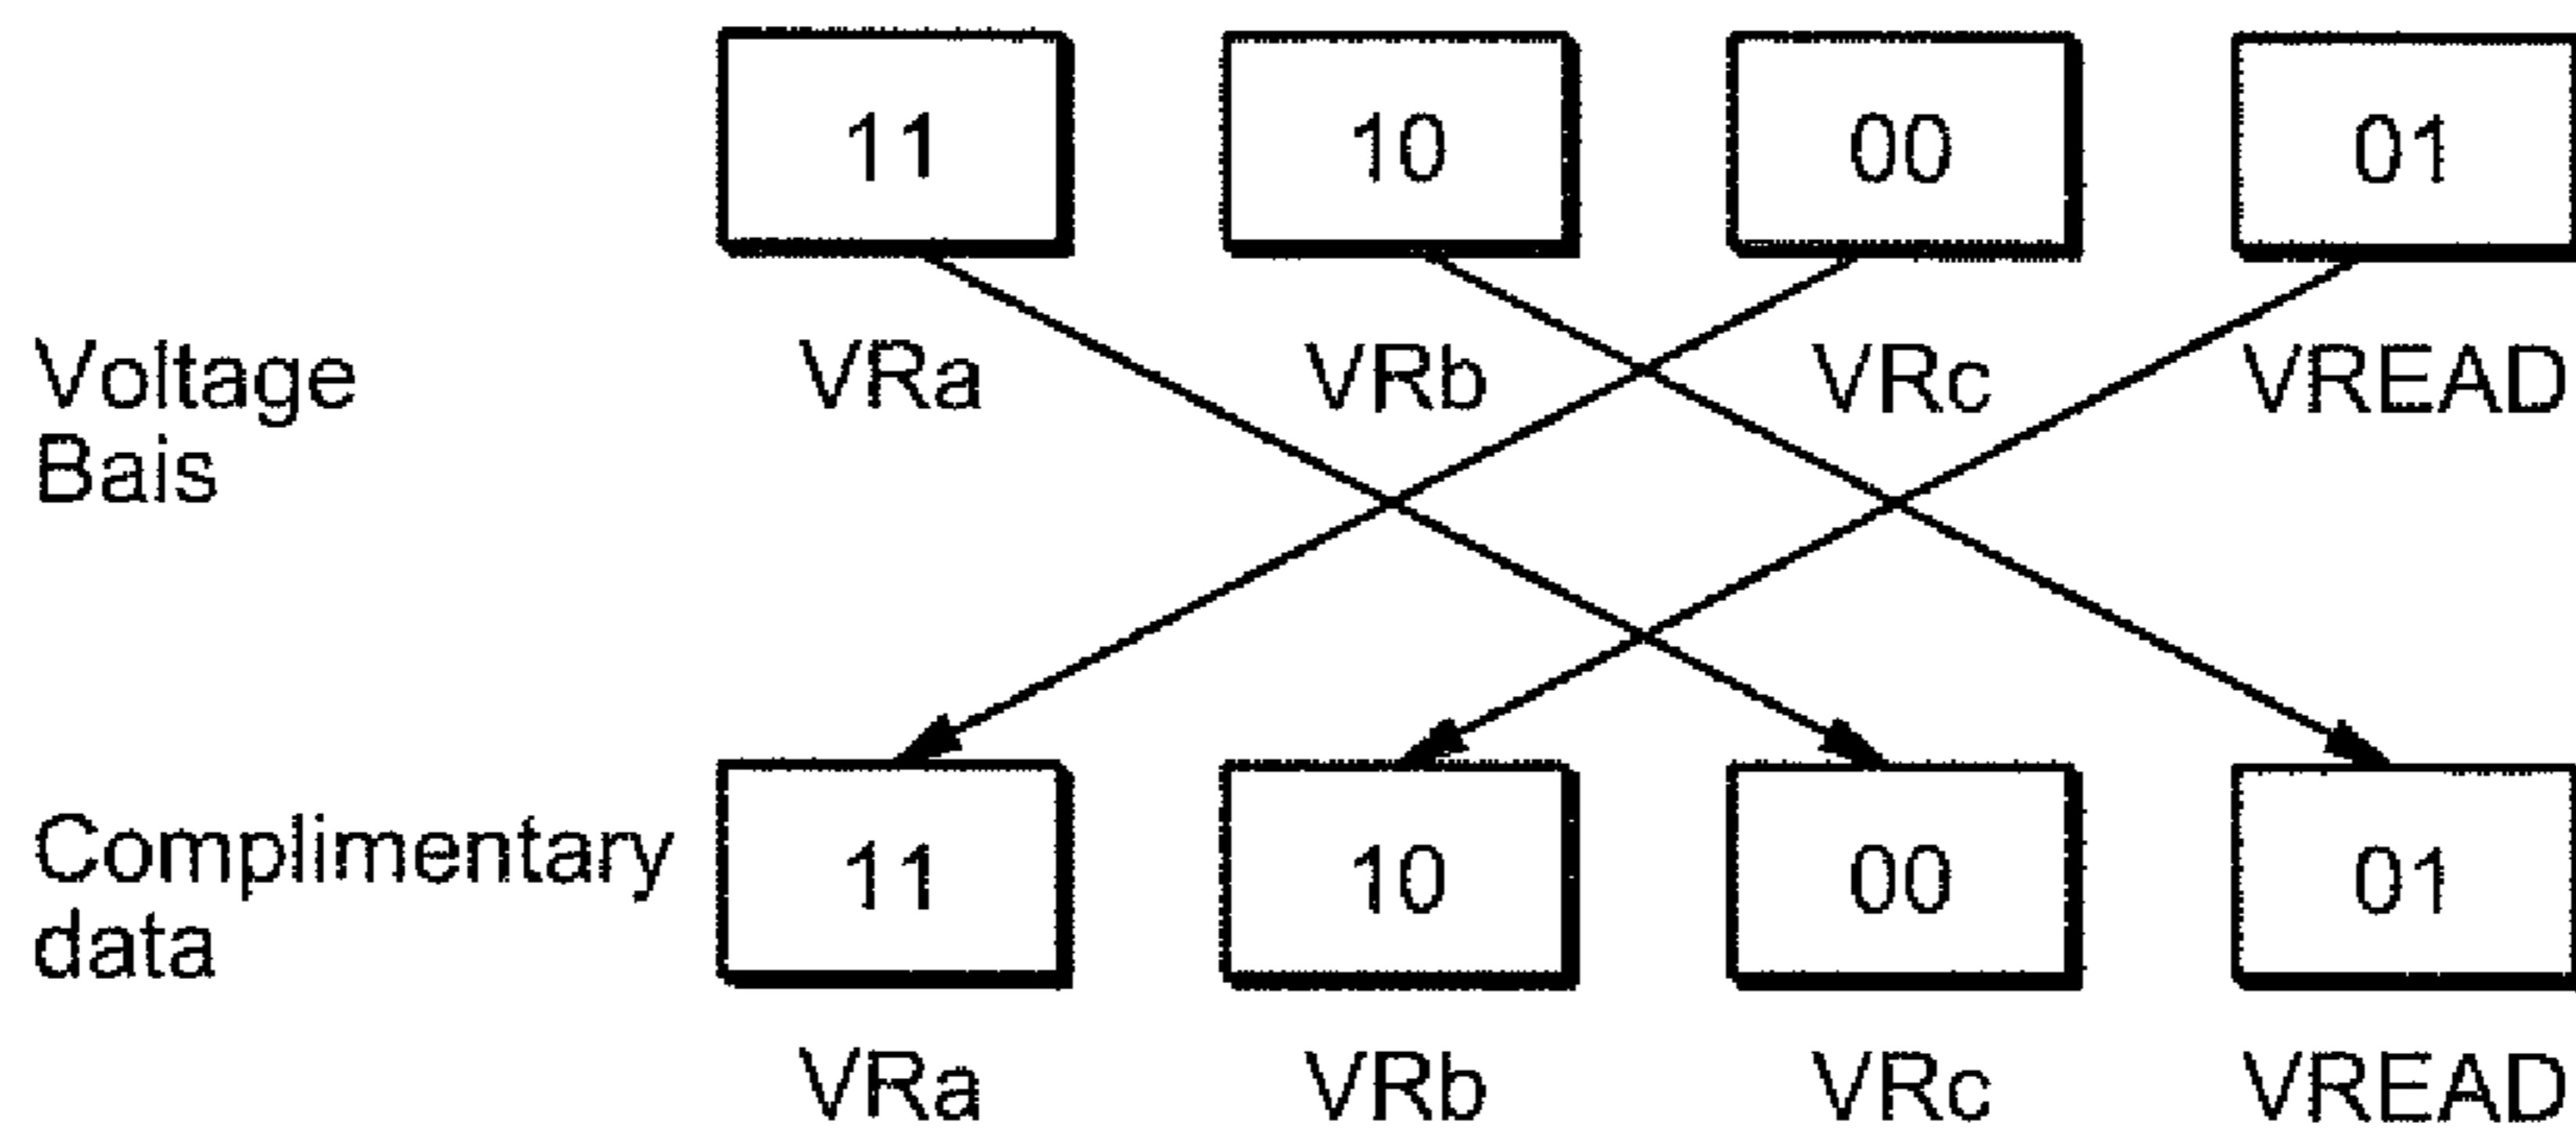 11 10 00 01
Voltage VRa VRb VRc VREAD
Bais
Complimentary 11 10 00 01
data
VRa VRb VRc VREAD